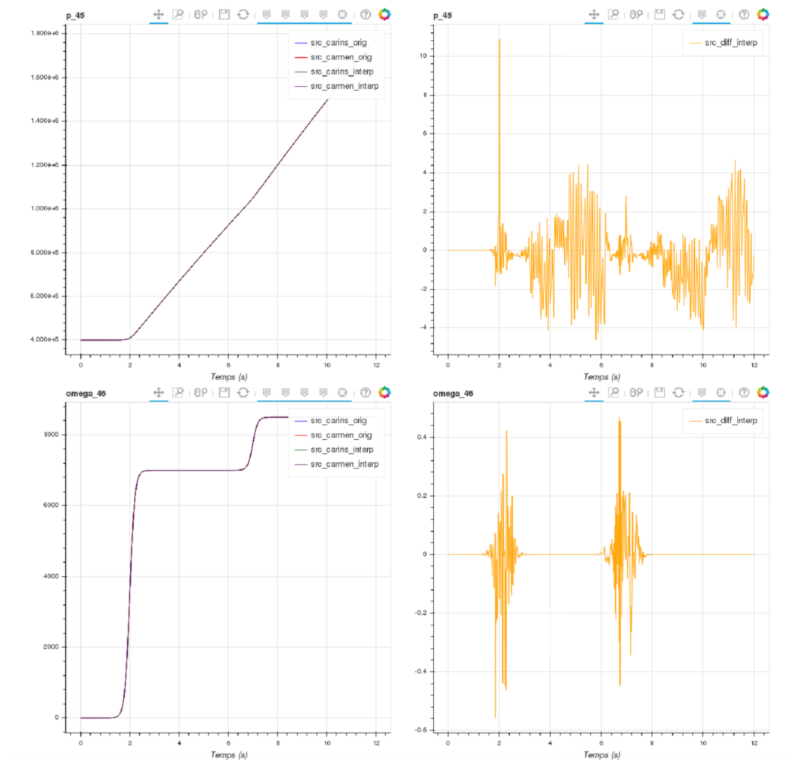 p_45
src_carins_orig
src_carmen_orig
src_carins_interp
src_carmen_interp
1.800e+6
1.600e+6
1.400e+6
1.200e+6
1.000e+6
8.000e+5
6.000e+5
4.000e+5
0 2 4 6 8 10 12
Temps (s)
p_45
src_diff_interp
10
8
6
4
2
0
-2
-4
0 2 4 6 8 10 12
Temps (s)
omega_46
src_carins_orig
src_carmen_orig
src_carins_interp
src_carmen_interp
8000
6000
4000
2000
0
0 2 4 6 8 10 12
Temps (s)
omega_46
src_diff_interp
0.4
0.2
0
-0.2
-0.4
-0.6
0 2 4 6 8 10 12
Temps (s)